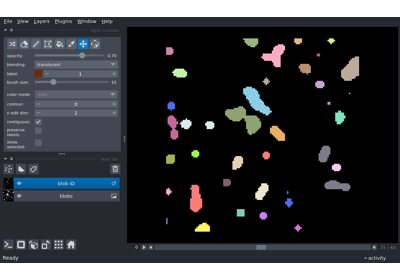 File View Layers Plugins Window Help
opacity: 0.70
blending: translucent
label: 1
brush size: 10
color mode:
contour: 0
n edit dim: 2
contiguous:
preserve
labels:
show
selected:
blob ID
blobs
0
Ready
activity